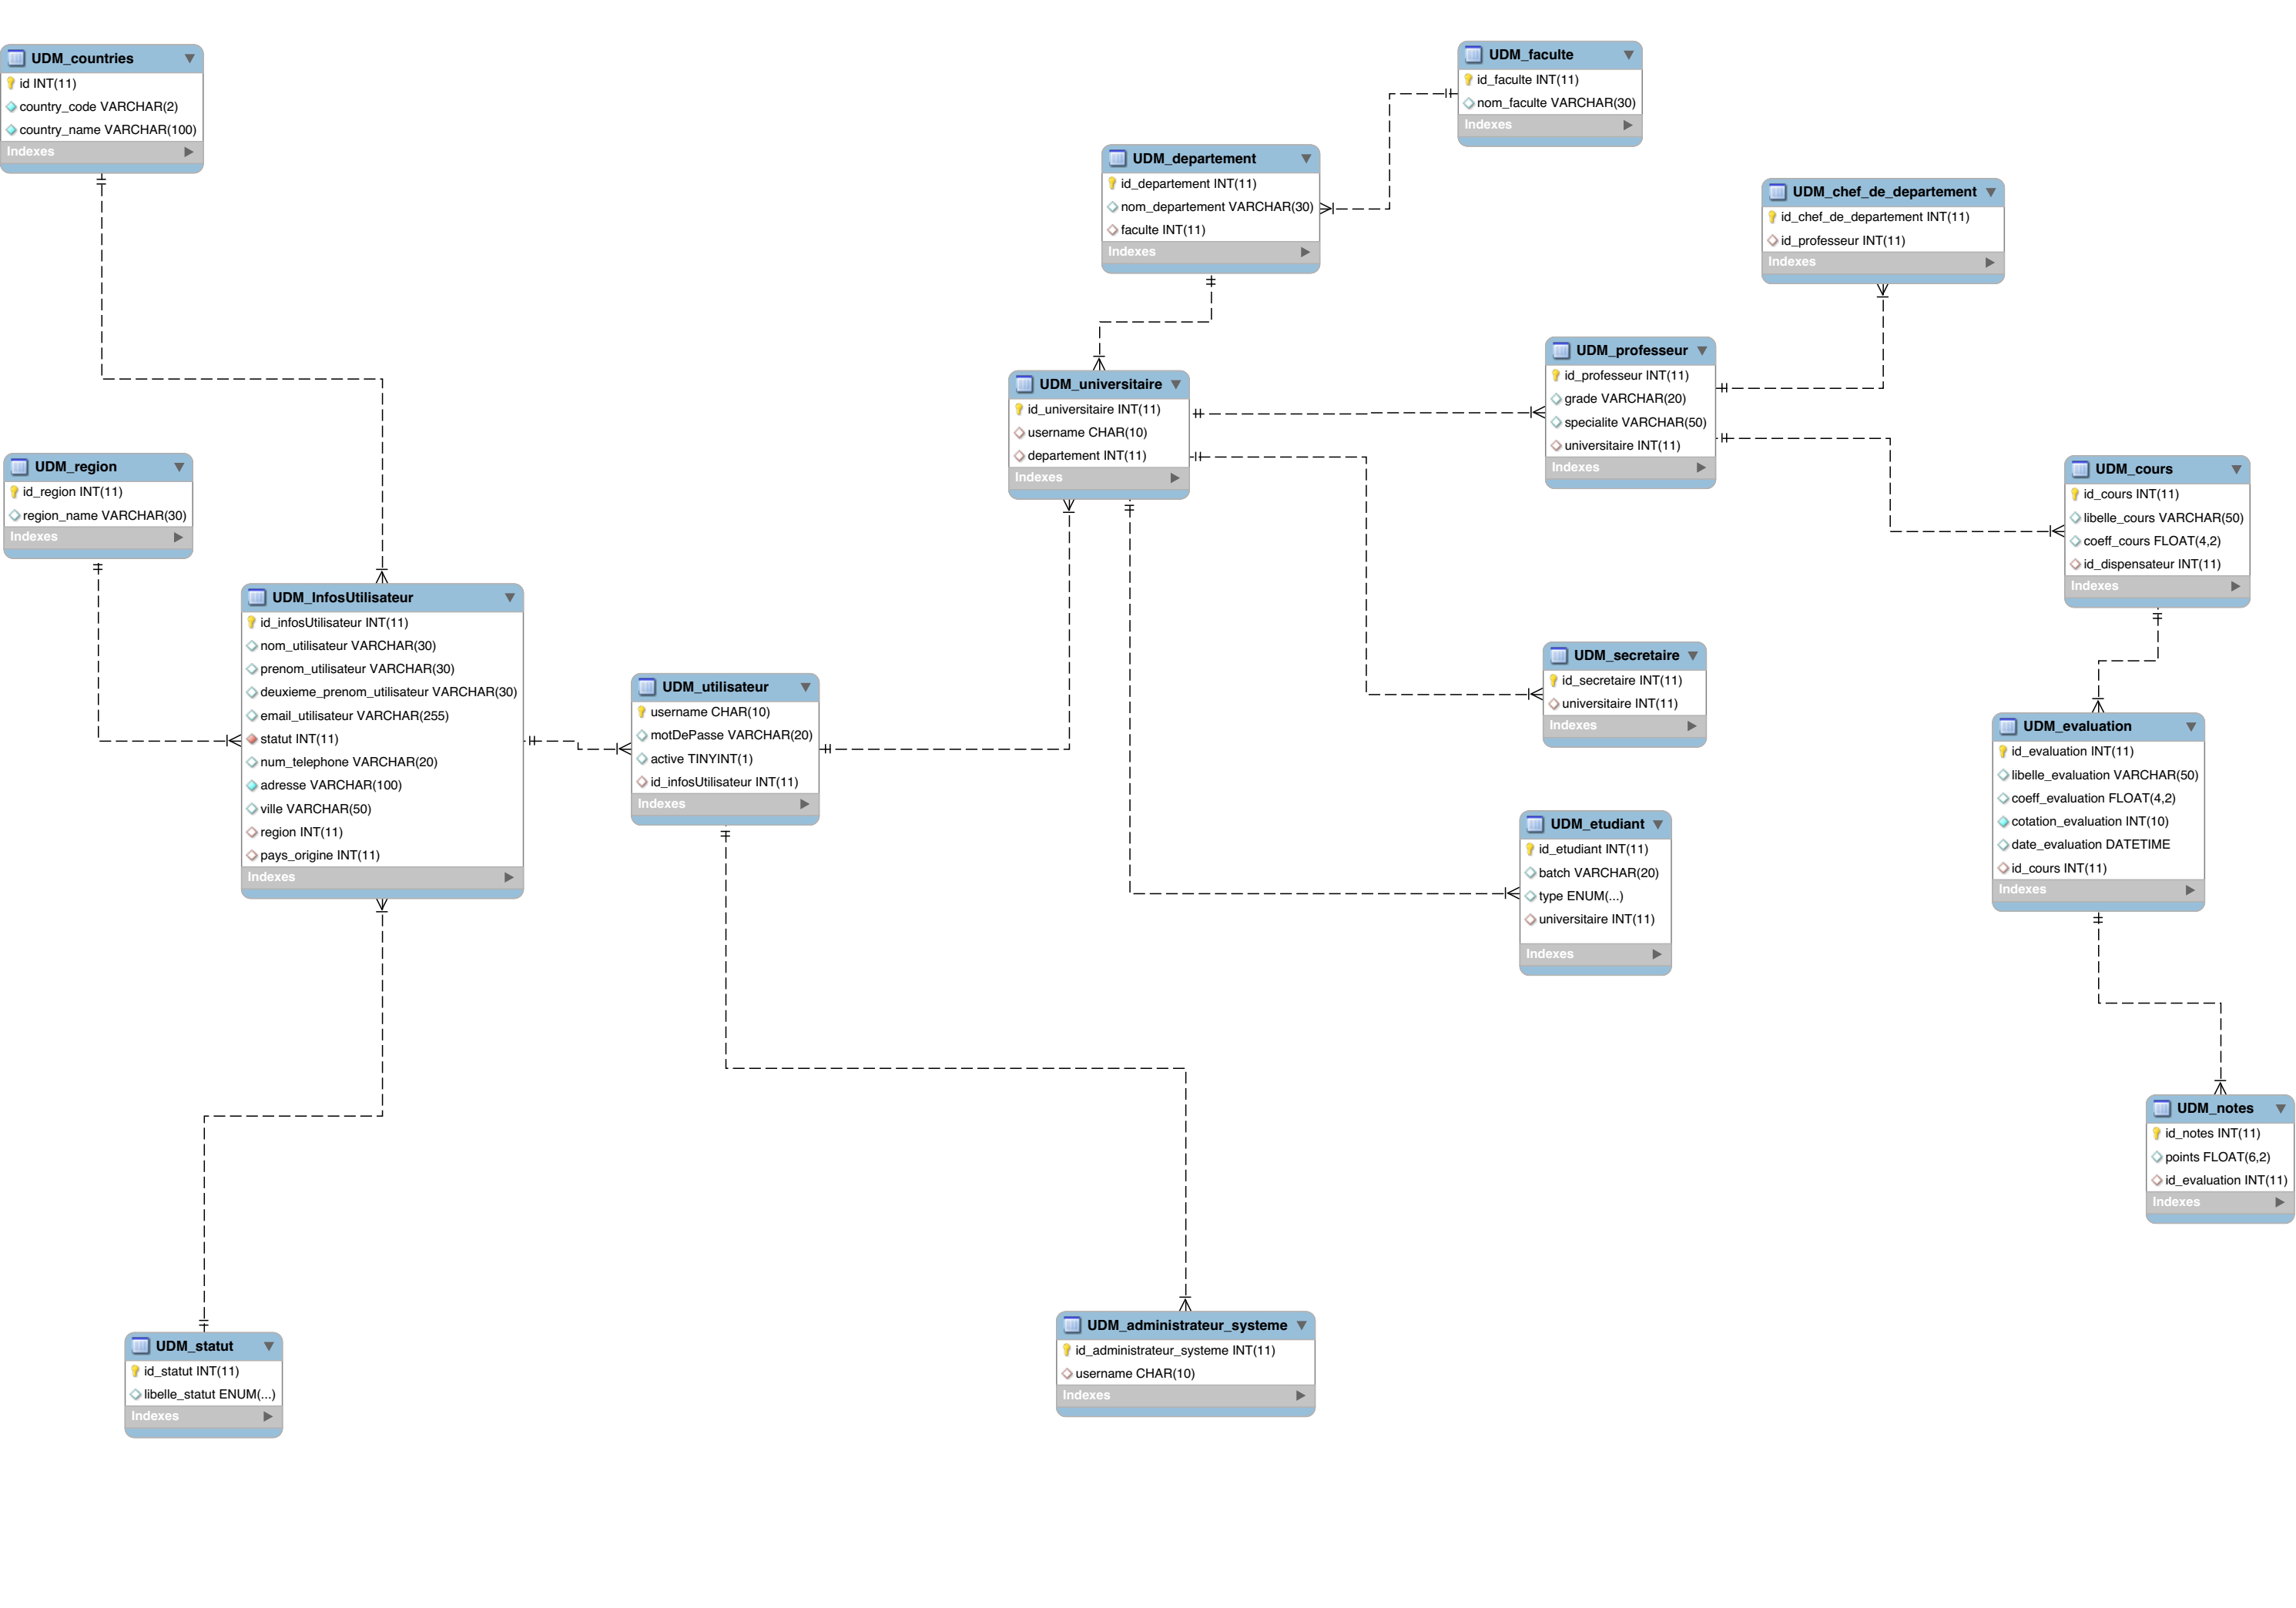 UDM_countries
id INT(11)
country_code VARCHAR(2)
country_name VARCHAR(100)
Indexes
UDM_faculte
id_faculte INT(11)
nom_faculte VARCHAR(30)
Indexes
UDM_departement
id_departement INT(11)
nom_departement VARCHAR(30)
faculte INT(11)
Indexes
UDM_chef_de_departement
id_chef_de_departement INT(11)
id_professeur INT(11)
Indexes
UDM_professeur
id_professeur INT(11)
grade VARCHAR(20)
specialite VARCHAR(50)
universitaire INT(11)
Indexes
UDM_universitaire
id_universitaire INT(11)
username CHAR(10)
departement INT(11)
Indexes
UDM_region
id_region INT(11)
region_name VARCHAR(30)
Indexes
UDM_cours
id_cours INT(11)
libelle_cours VARCHAR(50)
coeff_cours FLOAT(4,2)
id_dispensateur INT(11)
Indexes
UDM_InfosUtilisateur
id_infosUtilisateur INT(11)
nom_utilisateur VARCHAR(30)
prenom_utilisateur VARCHAR(30)
deuxieme_prenom_utilisateur VARCHAR(30)
email_utilisateur VARCHAR(255)
statut INT(11)
num_telephone VARCHAR(20)
adresse VARCHAR(100)
ville VARCHAR(50)
region INT(11)
pays_origine INT(11)
Indexes
UDM_utilisateur
username CHAR(10)
motDePasse VARCHAR(20)
active TINYINT(1)
id_infosUtilisateur INT(11)
Indexes
UDM_secretaire
id_secretaire INT(11)
universitaire INT(11)
Indexes
UDM_evaluation
id_evaluation INT(11)
libelle_evaluation VARCHAR(50)
coeff_evaluation FLOAT(4,2)
cotation_evaluation INT(10)
date_evaluation DATETIME
id_cours INT(11)
Indexes
UDM_etudiant
id_etudiant INT(11)
batch VARCHAR(20)
type ENUM(...)
universitaire INT(11)
Indexes
UDM_notes
id_notes INT(11)
points FLOAT(6,2)
id_evaluation INT(11)
Indexes
UDM_administrateur_systeme
id_administrateur_systeme INT(11)
username CHAR(10)
Indexes
UDM_statut
id_statut INT(11)
libelle_statut ENUM(...)
Indexes